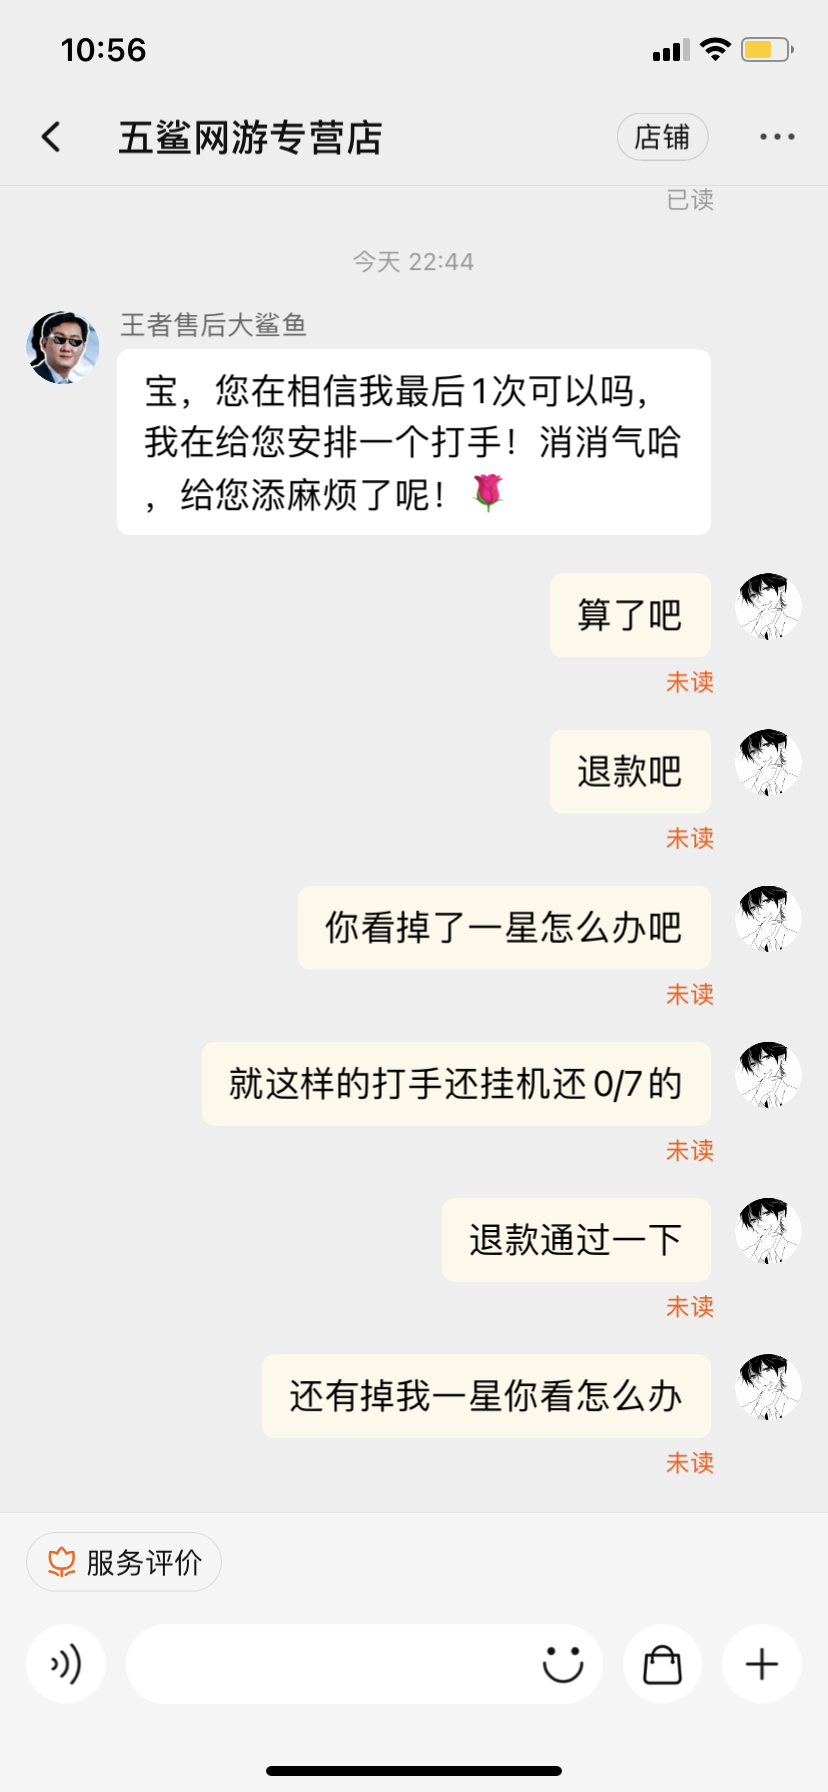 10:56
五鲨网游专营店
店铺
已读
今天 22:44
王者售后大鲨鱼
宝，您在相信我最后1次可以吗，
我在给您安排一个打手！消消气哈
，给您添麻烦了呢！🌹
算了吧
未读
退款吧
未读
你看掉了一星怎么办吧
未读
就这样的打手还挂机还0/7的
未读
退款通过一下
未读
还有掉我一星你看怎么办
未读
服务评价